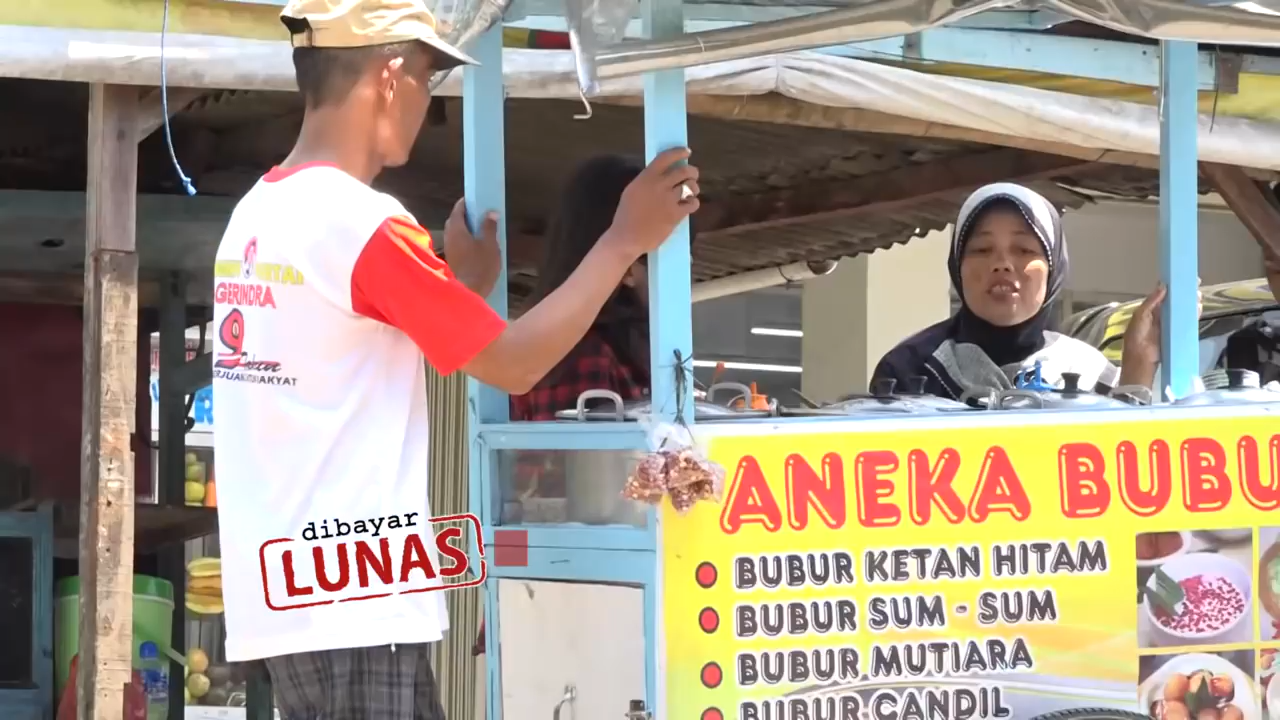 GERINDRA
9
dibayar
LUNAS
ANEKA BUBU
BUBUR KETAN HITAM
BUBUR SUM - SUM
BUBUR MUTIARA
BUBUR CANDIL